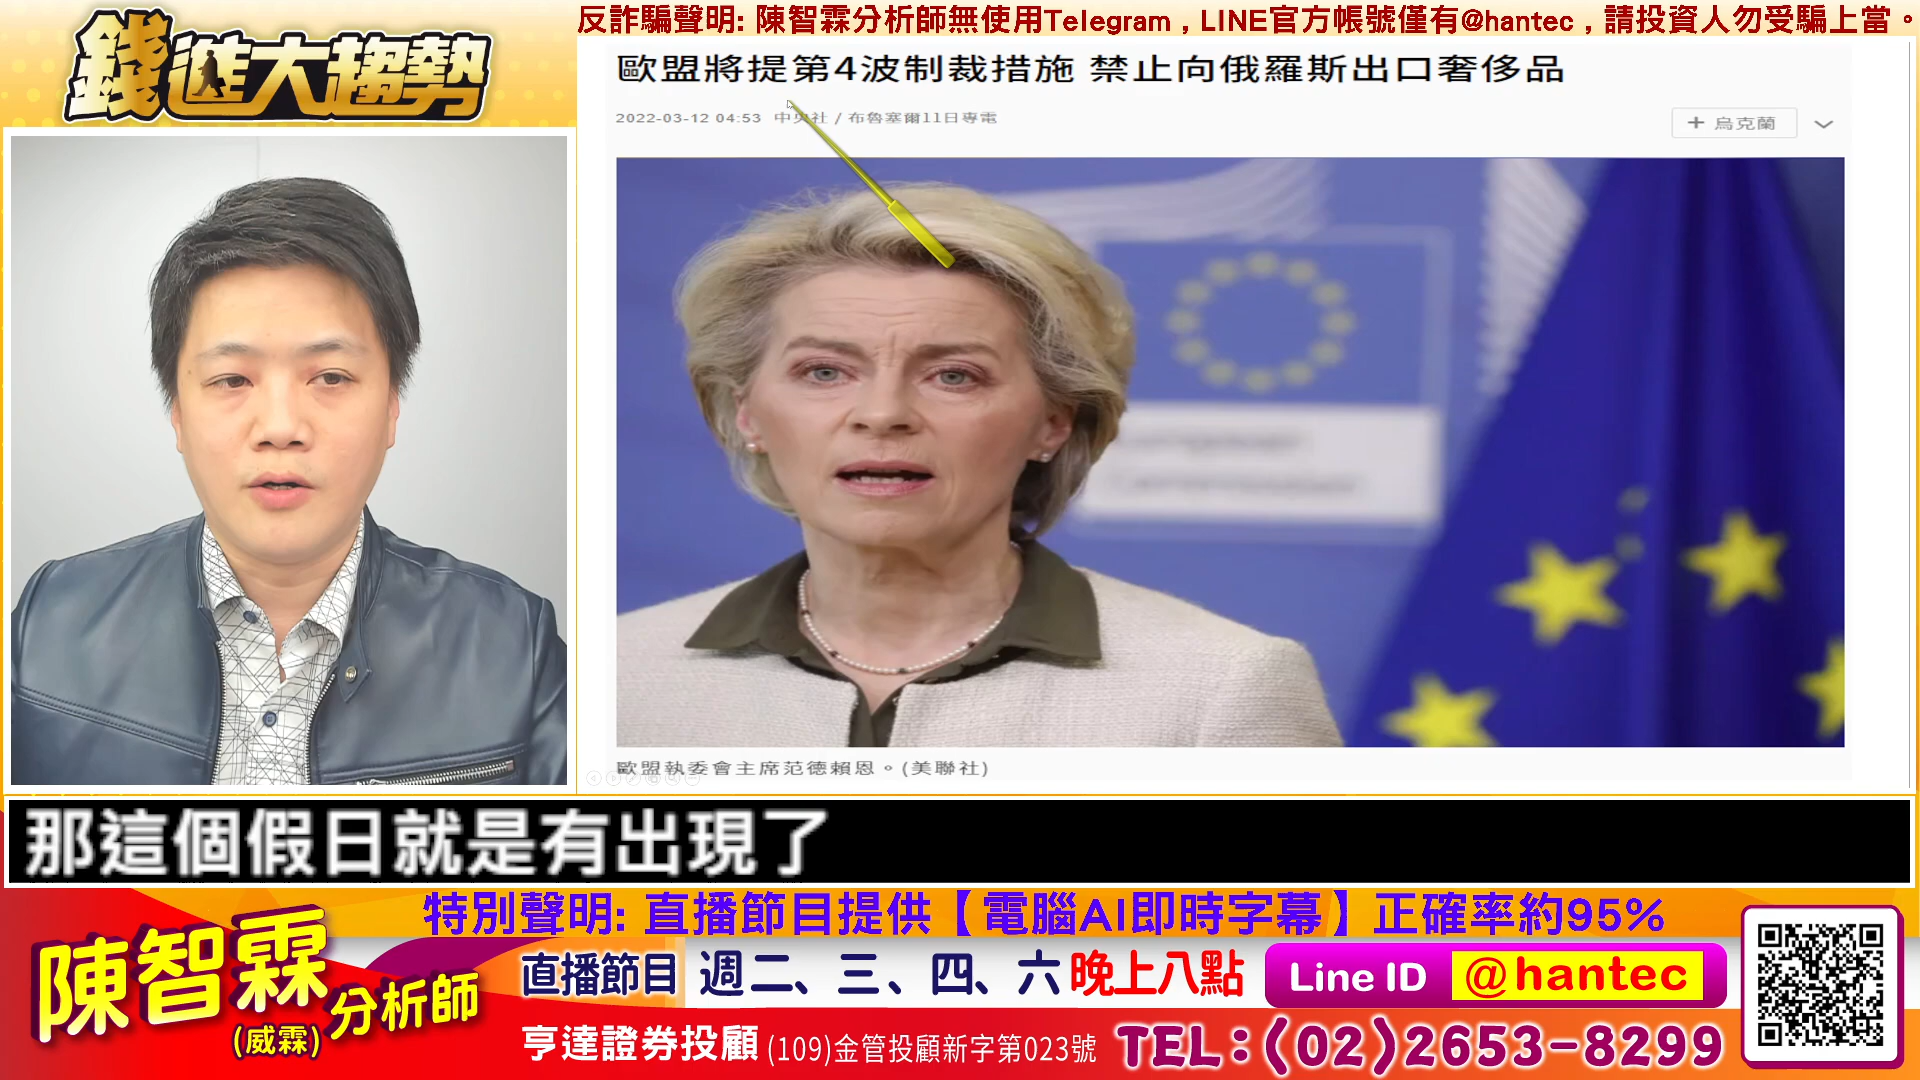 反詐騙聲明: 陳智霖分析師無使用Telegram , LINE官方帳號僅有@hantec , 請投資人勿受騙上當。
錢進大趨勢
歐盟將提第4波制裁措施 禁止向俄羅斯出口奢侈品
2022-03-12 04:53 中央社 / 布魯塞爾11日專電
+ 烏克蘭
歐盟執委會主席范德賴恩。(美聯社)
那這個假日就是有出現了
特別聲明: 直播節目提供【電腦AI即時字幕】正確率約95%
陳智霖分析師
(威霖)
直播節目 週二、三、四、六 晚上八點
Line ID @hantec
亨達證券投顧 (109)金管投顧新字第023號 TEL:(02)2653-8299